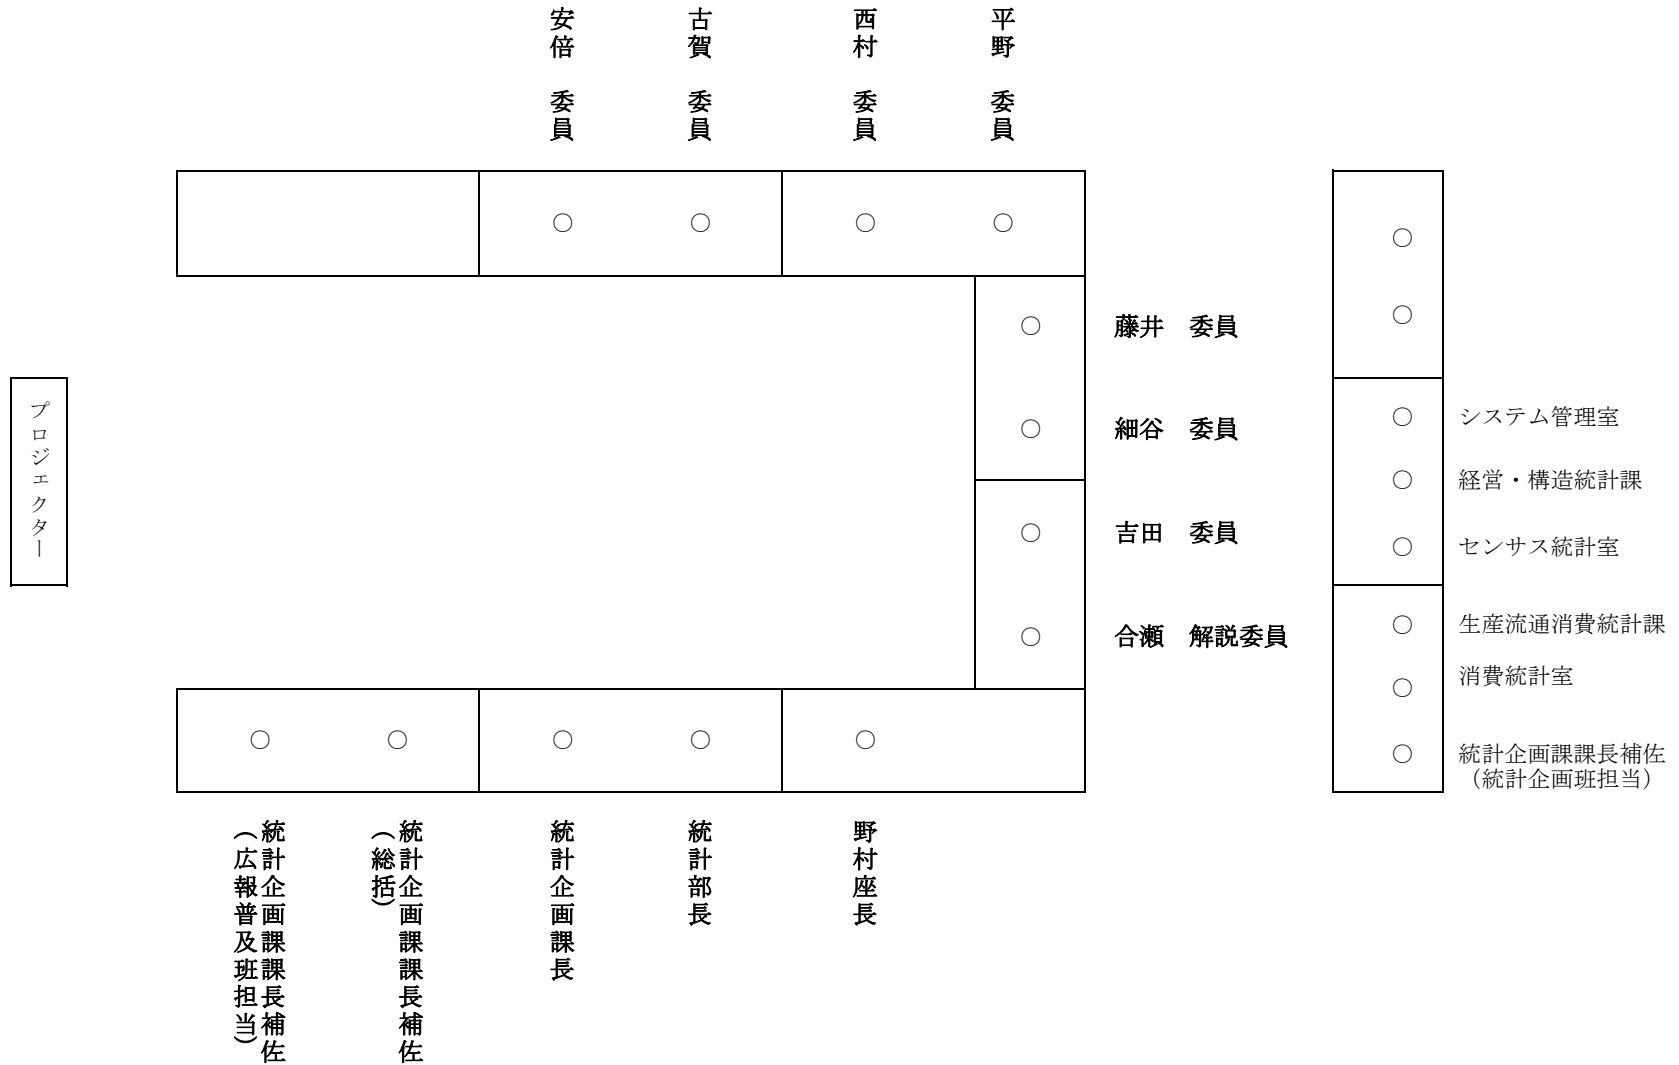 安倍　委員
古賀　委員
西村　委員
平野　委員
藤井　委員
細谷　委員
吉田　委員
合瀬　解説委員
プロジェクター
システム管理室
経営・構造統計課
センサス統計室
生産流通消費統計課
消費統計室
統計企画課課長補佐
（統計企画班担当）
統計企画課課長補佐
（広報普及班担当）
統計企画課課長補佐
（総括）
統計企画課長
統計部長
野村座長